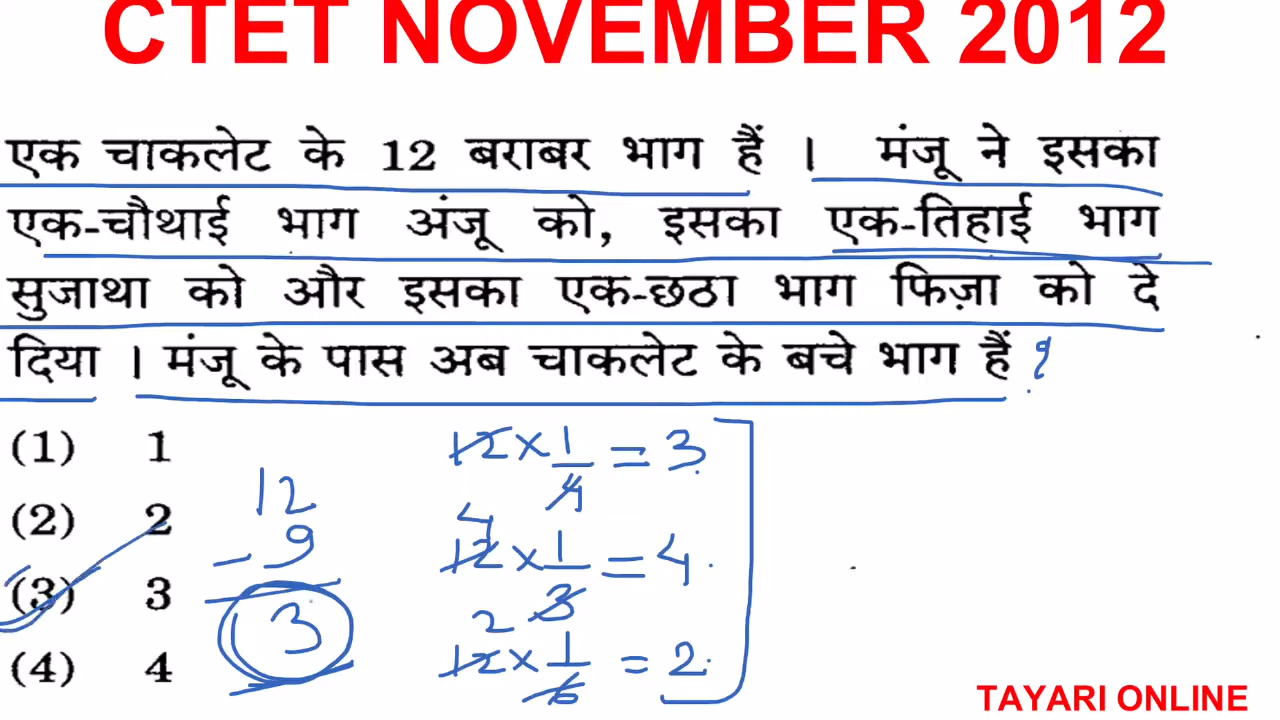 CTET NOVEMBER 2012
एक चाकलेट के 12 बराबर भाग हैं । मंजू ने इसका
एक-चौथाई भाग अंजू को, इसका एक-तिहाई भाग
सुजाथा को और इसका एक-छठा भाग फिज़ा को दे
दिया । मंजू के पास अब चाकलेट के बचे भाग हैं ?
(1) 1
(2) 2
(3) 3
(4) 4
12
- 9
3
12 × 1/4 = 3
4
12 × 1/3 = 4
2
12 × 1/6 = 2
TAYARI ONLINE